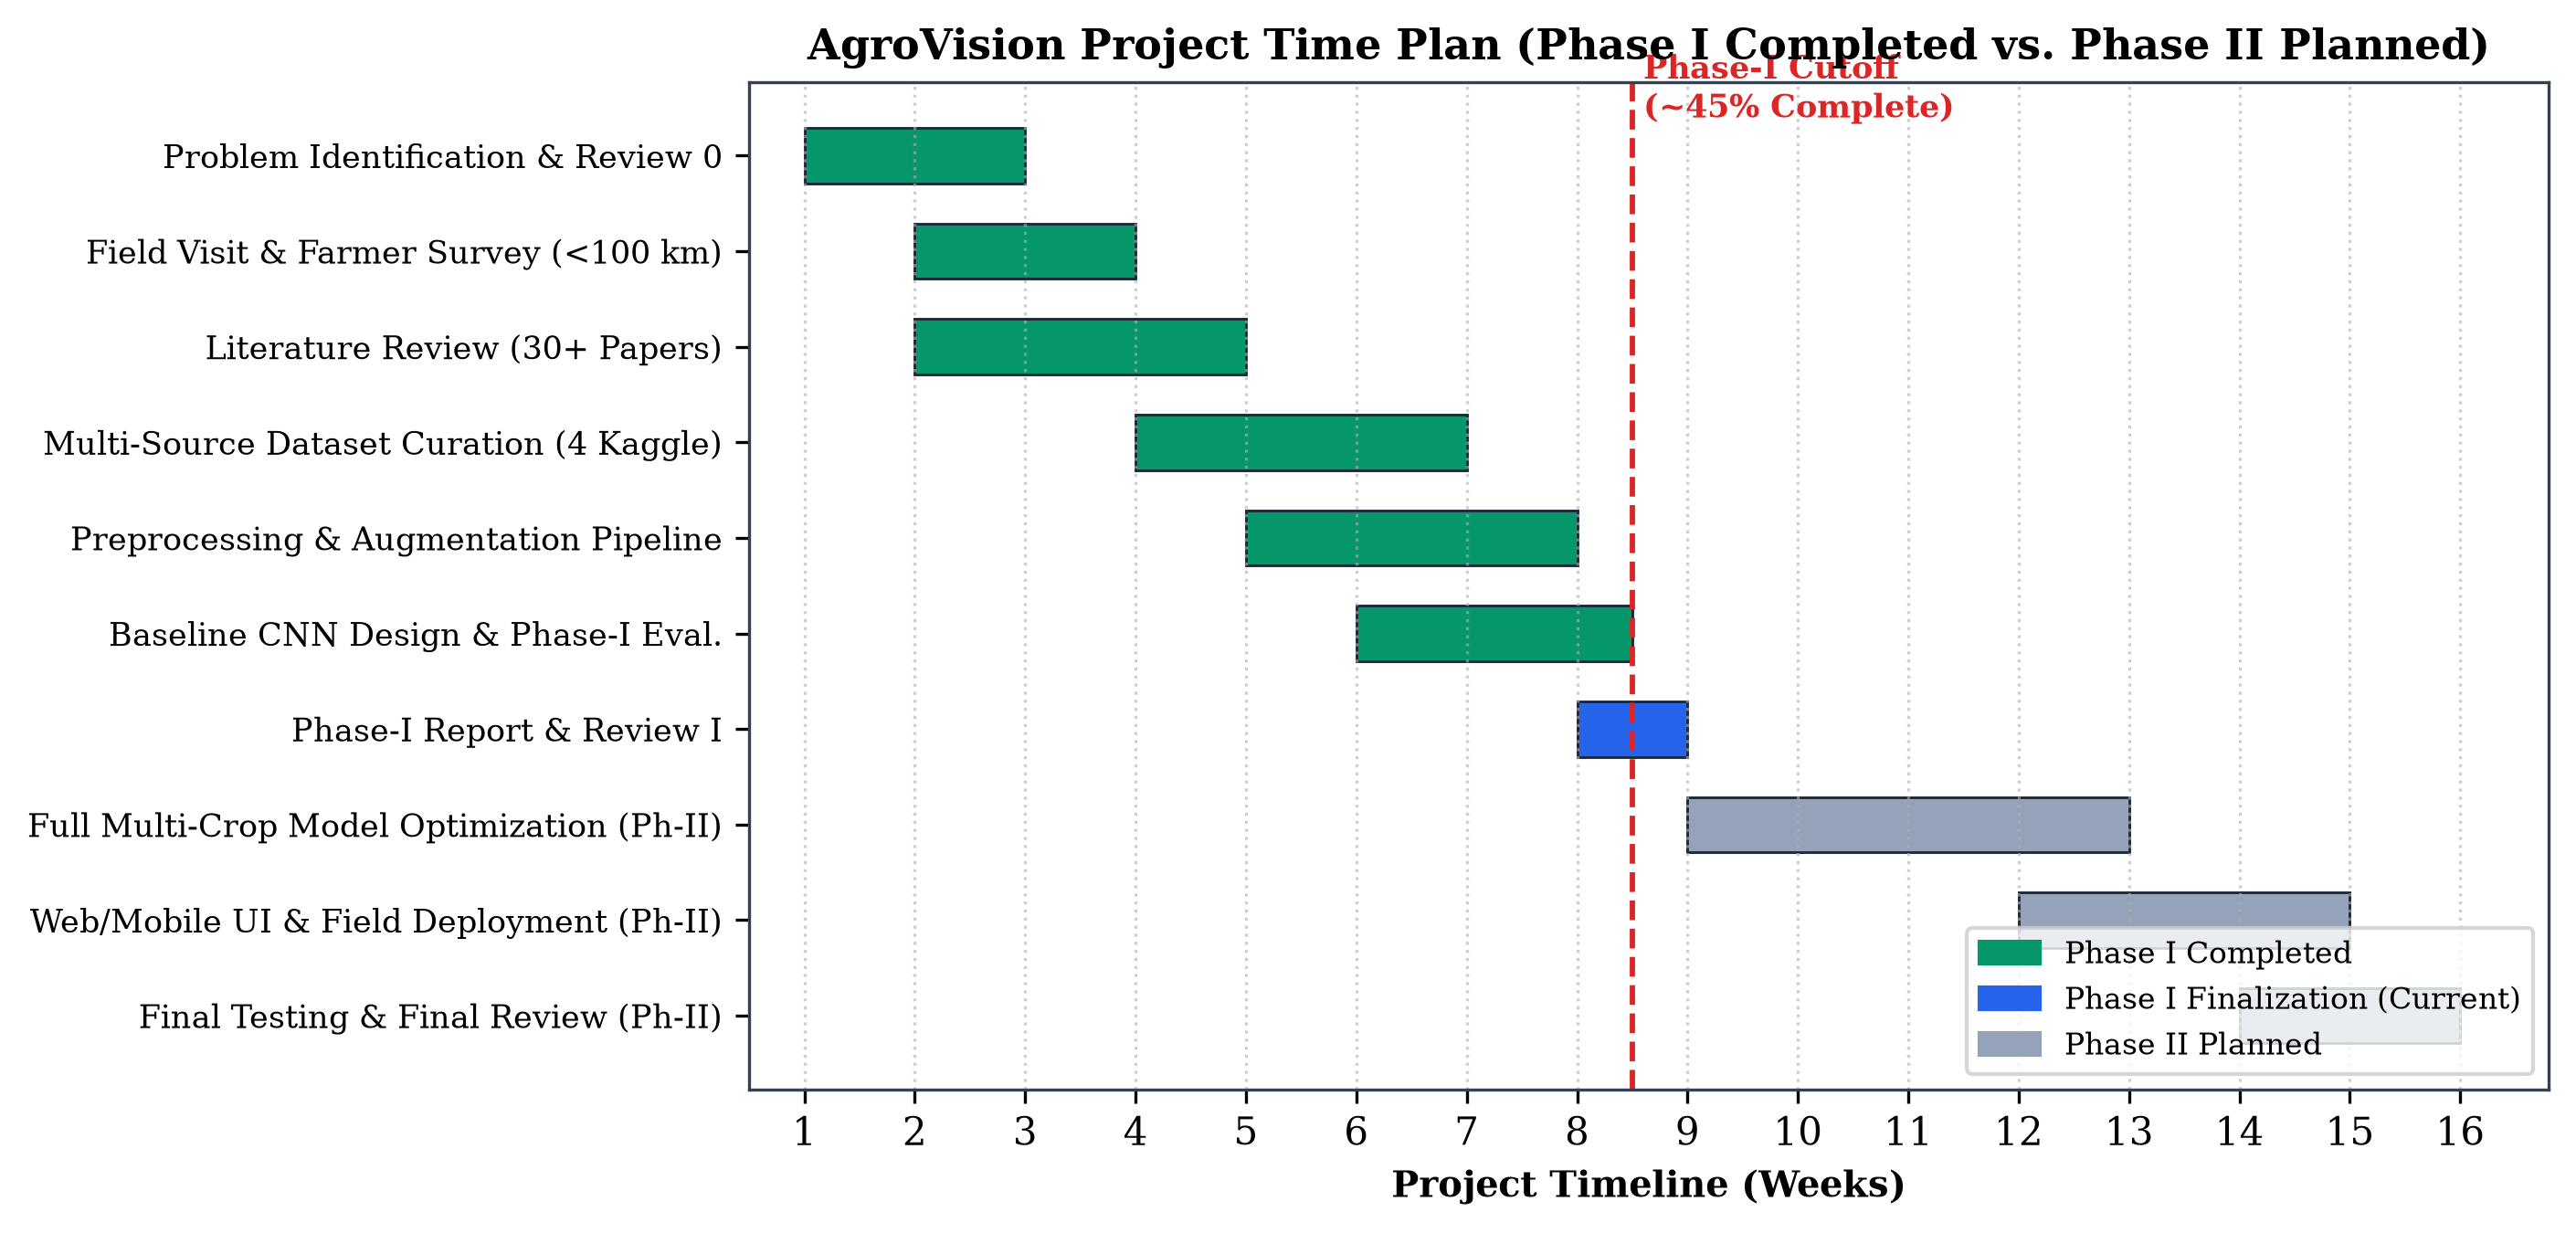 AgroVision Project Time Plan (Phase I Completed vs. Phase II Planned)
Phase-I Cutoff
(~45% Complete)
Problem Identification & Review 0
Field Visit & Farmer Survey (<100 km)
Literature Review (30+ Papers)
Multi-Source Dataset Curation (4 Kaggle)
Preprocessing & Augmentation Pipeline
Baseline CNN Design & Phase-I Eval.
Phase-I Report & Review I
Full Multi-Crop Model Optimization (Ph-II)
Web/Mobile UI & Field Deployment (Ph-II)
Final Testing & Final Review (Ph-II)
Phase I Completed
Phase I Finalization (Current)
Phase II Planned
1 2 3 4 5 6 7 8 9 10 11 12 13 14 15 16
Project Timeline (Weeks)